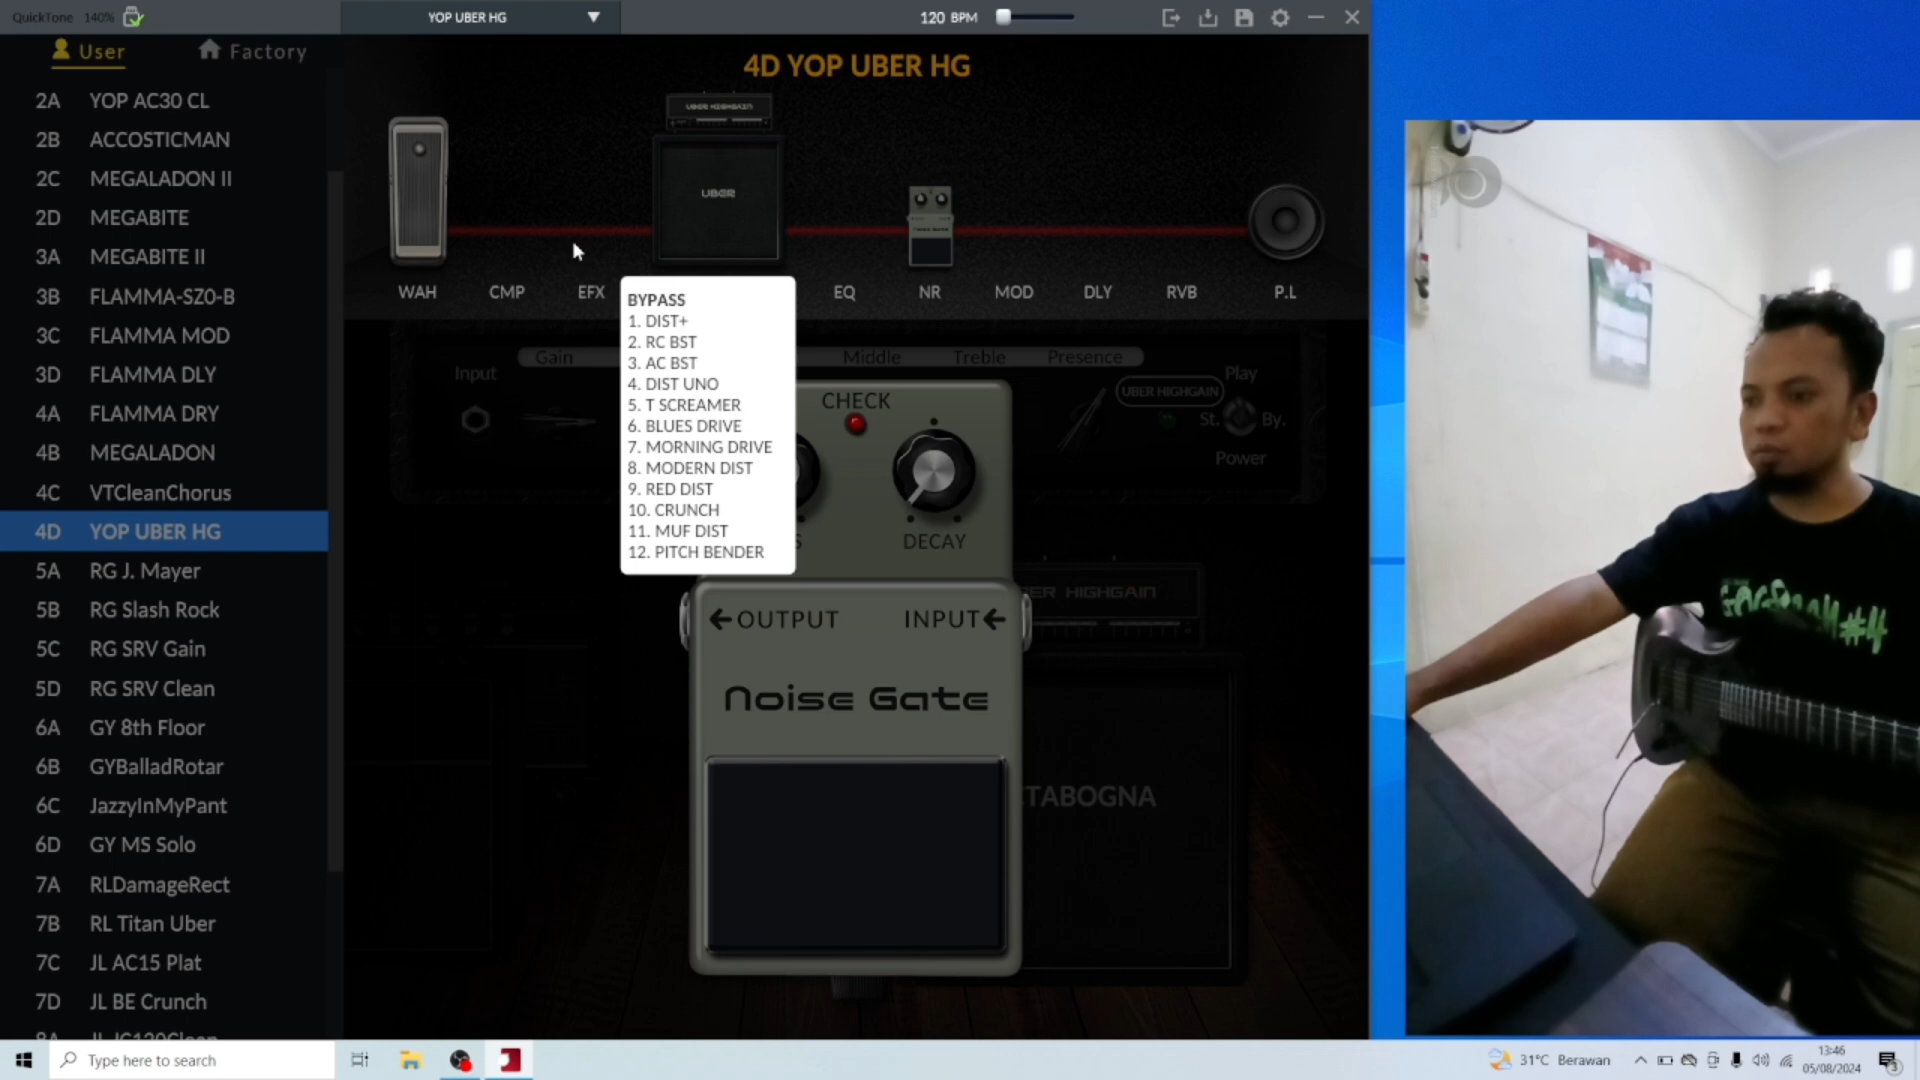 QuickTone 140%
YOP UBER HG
120 BPM
User
Factory
4D YOP UBER HG
2A YOP AC30 CL
2B ACCOSTICMAN
2C MEGALADON II
2D MEGABITE
3A MEGABITE II
3B FLAMMA-SZ0-B
3C FLAMMA MOD
3D FLAMMA DLY
4A FLAMMA DRY
4B MEGALADON
4C VTCleanChorus
4D YOP UBER HG
5A RG J. Mayer
5B RG Slash Rock
5C RG SRV Gain
5D RG SRV Clean
6A GY 8th Floor
6B GYBalladRotar
6C JazzyInMyPant
6D GY MS Solo
7A RLDamageRect
7B RL Titan Uber
7C JL AC15 Plat
7D JL BE Crunch
UBER HIGHGAIN
UBER
Noise Gate
WAH CMP EFX EQ NR MOD DLY RVB P.L
BYPASS
1. DIST+
2. RC BST
3. AC BST
4. DIST UNO
5. T SCREAMER
6. BLUES DRIVE
7. MORNING DRIVE
8. MODERN DIST
9. RED DIST
10. CRUNCH
11. MUF DIST
12. PITCH BENDER
Input Gain Middle Treble Presence
UBER HIGHGAIN
Play
St. By.
Power
CHECK
DECAY
OUTPUT INPUT
Noise Gate
ER HIGHGAIN
TABOGNA
#4
Type here to search
31°C Berawan
13:46
05/08/2024
3